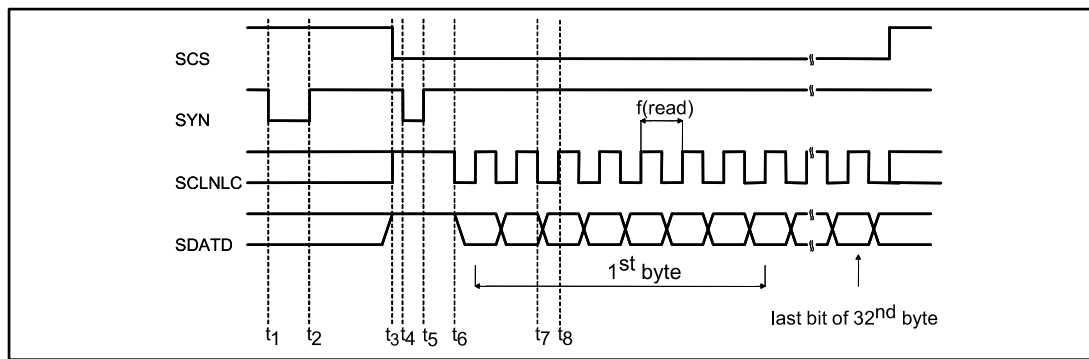 SCS
SYN
f(read)
SCLNLC
SDATD
1st byte
last bit of 32nd byte
t1 t2 t3 t4 t5 t6 t7 t8